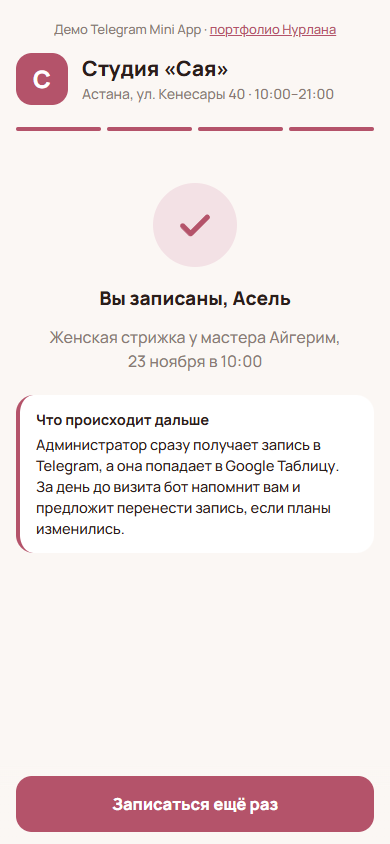 Демо Telegram Mini App · портфолио Нурлана
С
Студия «Сая»
Астана, ул. Кенесары 40 · 10:00–21:00
Вы записаны, Асель
Женская стрижка у мастера Айгерим,
23 ноября в 10:00
Что происходит дальше
Администратор сразу получает запись в
Telegram, а она попадает в Google Таблицу.
За день до визита бот напомнит вам и
предложит перенести запись, если планы
изменились.
Записаться ещё раз